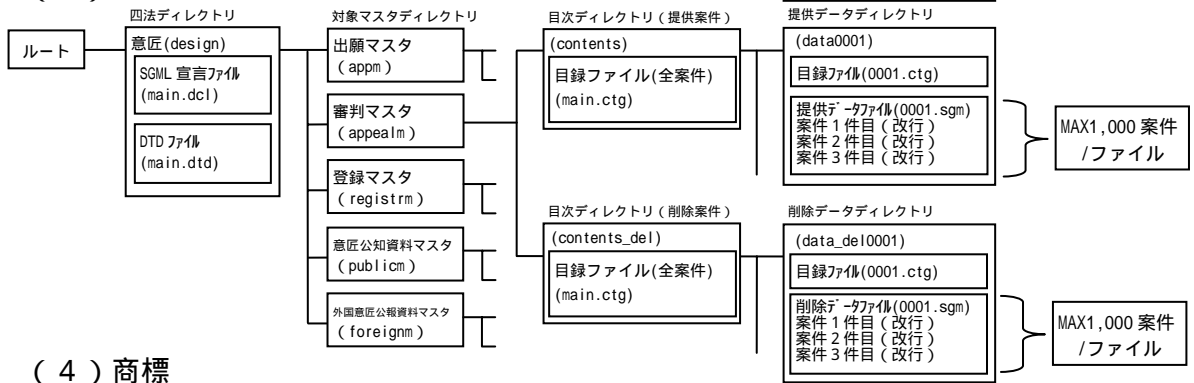 四法ディレクトリ
対象マスタディレクトリ
目次ディレクトリ（提供案件）
提供データディレクトリ
ルート
意匠(design)
SGML 宣言ファイル
(main.dcl)
DTD ファイル
(main.dtd)
出願マスタ
（appm）
審判マスタ
（appealm）
登録マスタ
（registrm）
意匠公知資料マスタ
（publicm）
外国意匠公報資料マスタ
（foreignm）
(contents)
目録ファイル(全案件)
(main.ctg)
(data0001)
目録ファイル(0001.ctg)
提供データファイル(0001.sgm)
案件１件目（改行）
案件２件目（改行）
案件３件目（改行）
MAX1,000 案件
/ファイル
目次ディレクトリ（削除案件）
削除データディレクトリ
(contents_del)
目録ファイル(全案件)
(main.ctg)
(data_del0001)
目録ファイル(0001.ctg)
削除データファイル(0001.sgm)
案件１件目（改行）
案件２件目（改行）
案件３件目（改行）
MAX1,000 案件
/ファイル
（４）商標